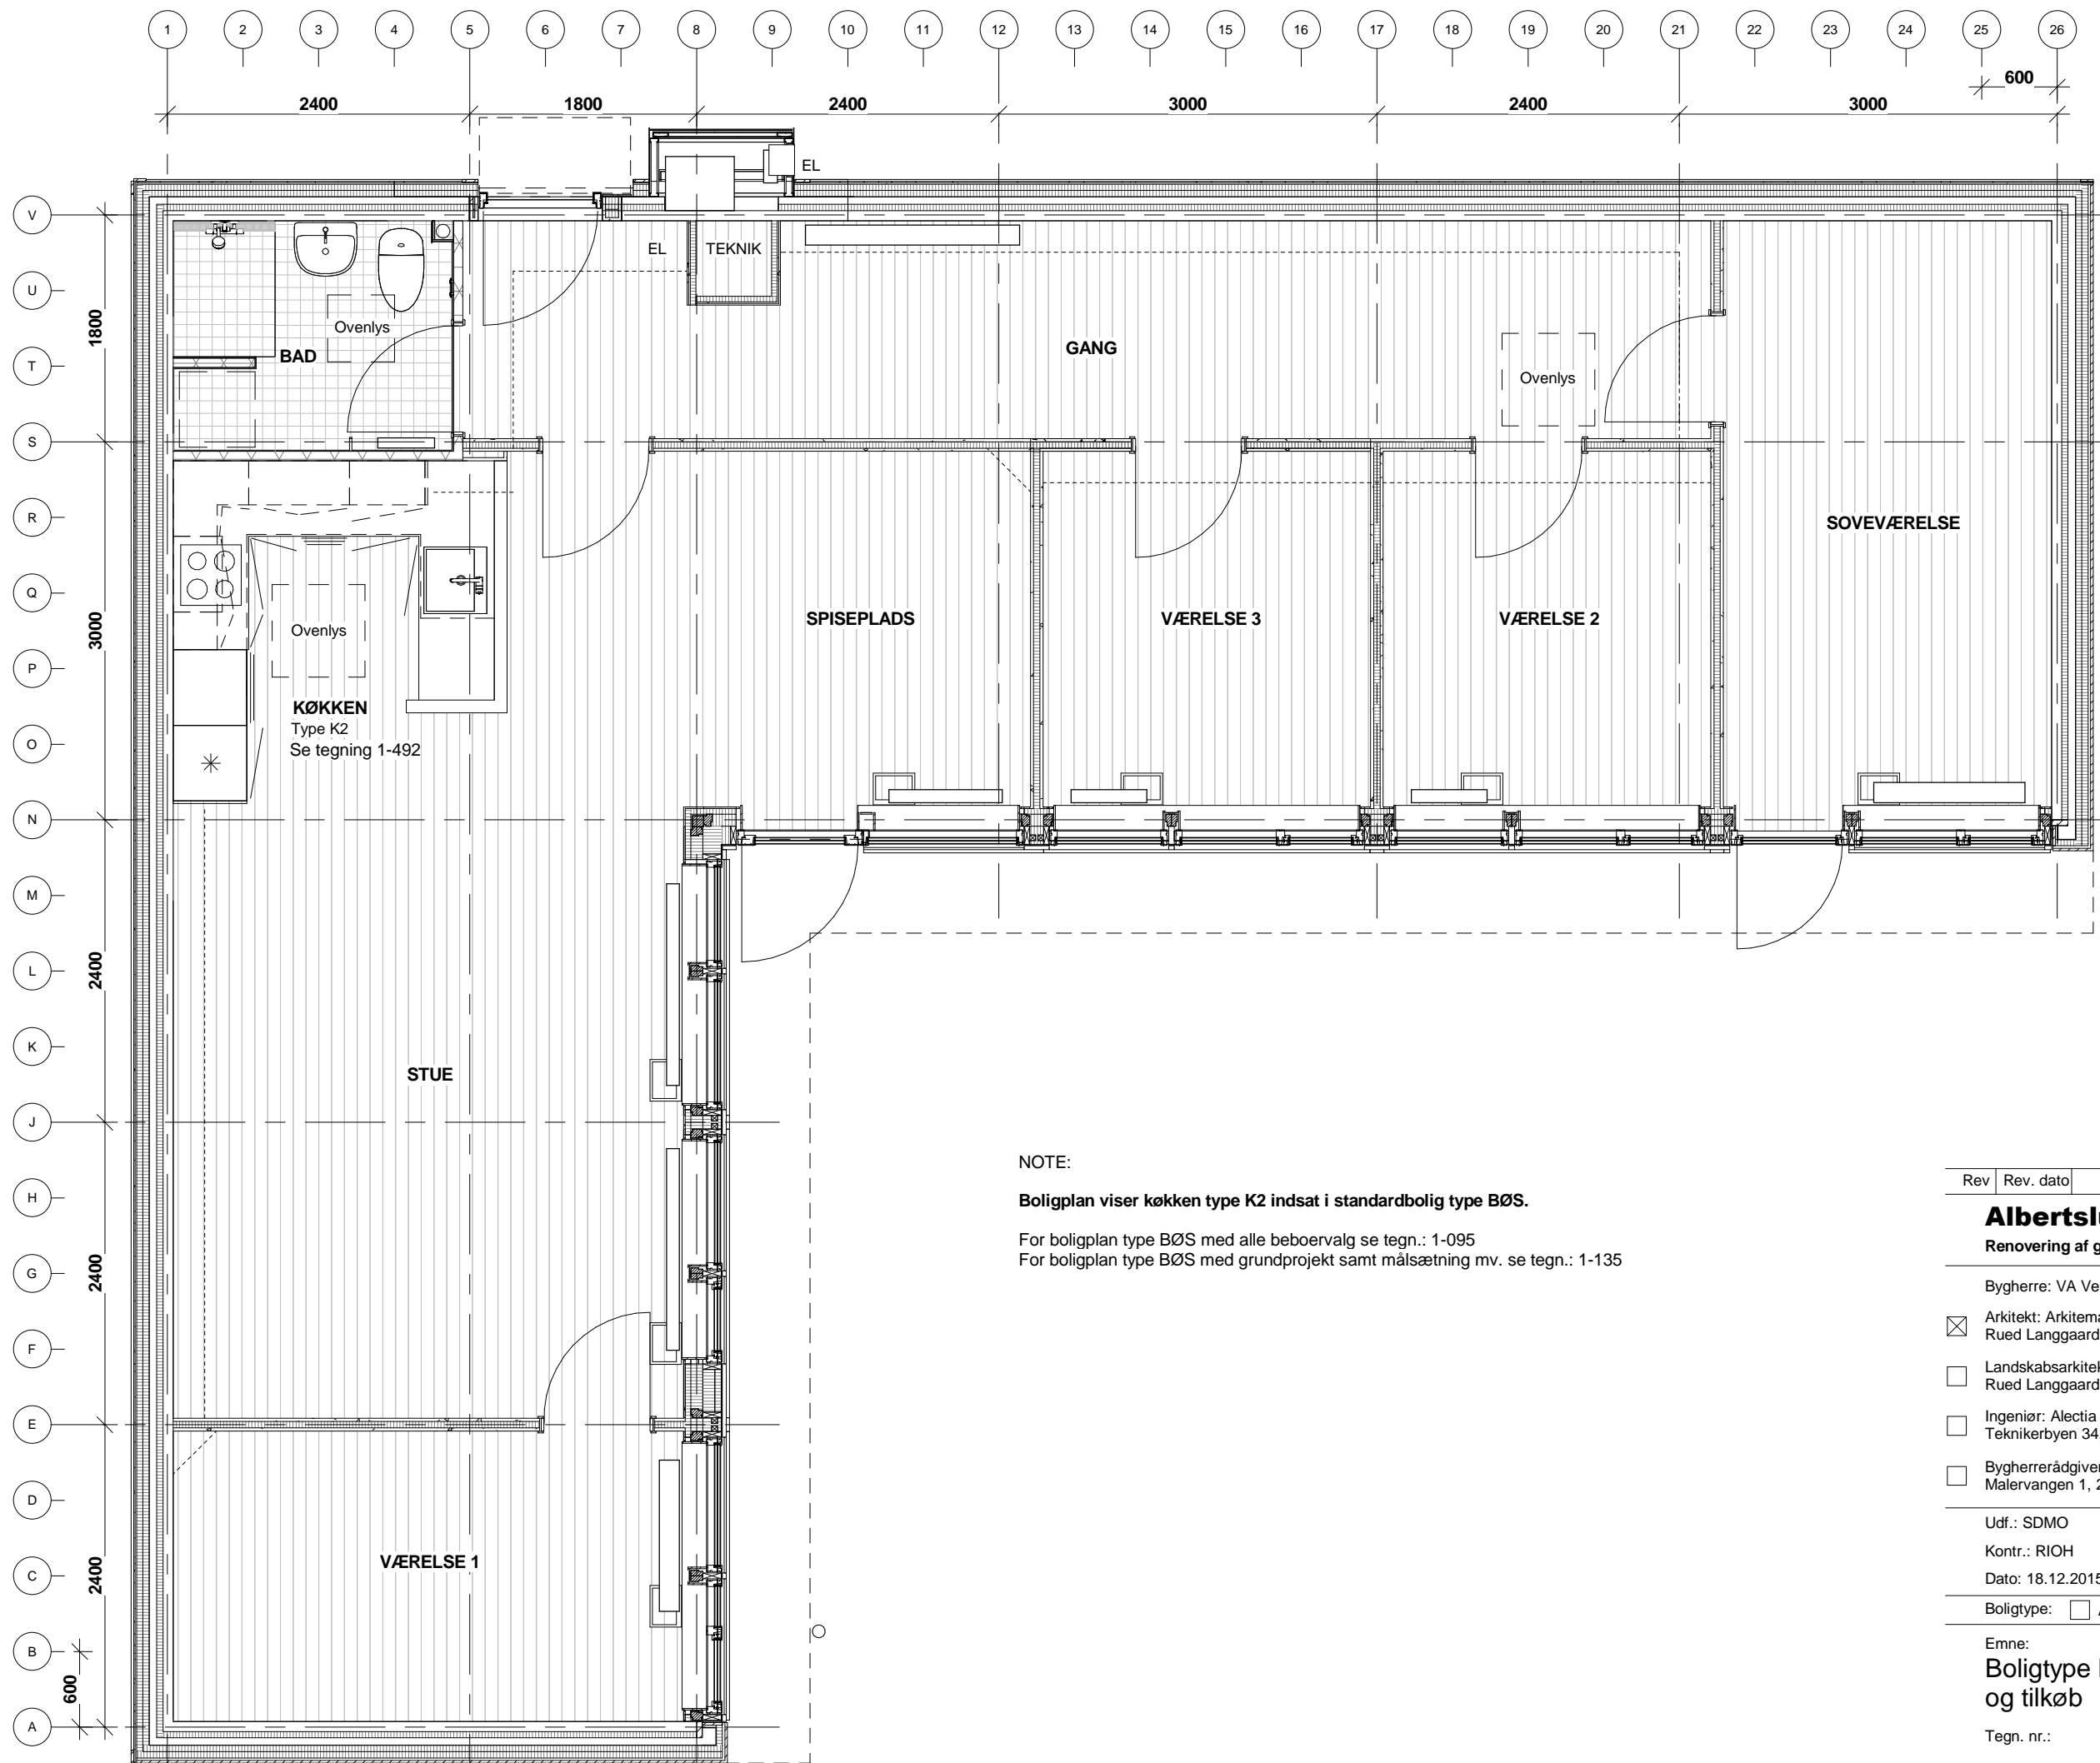 1 2 3 4 5 6 7 8 9 10 11 12 13 14 15 16 17 18 19 20 21 22 23 24 25 26
600
2400 1800 2400 3000 2400 3000
EL
V
EL TEKNIK
U
Ovenlys
1800
BAD
GANG
T
Ovenlys
S
R
SOVEVÆRELSE
Q
3000
Ovenlys
SPISEPLADS
VÆRELSE 3
VÆRELSE 2
P
KØKKEN
Type K2
Se tegning 1-492
O
N
M
L
2400
K
STUE
J
H
G
2400
F
E
D
VÆRELSE 1
C
2400
B
600
A
NOTE:
Boligplan viser køkken type K2 indsat i standardbolig type BØS.
For boligplan type BØS med alle beboervalg se tegn.: 1-095
For boligplan type BØS med grundprojekt samt målsætning mv. se tegn.: 1-135
Rev Rev. dato
Renovering af
Bygherre: VA
Arkitekt:
Rued
Rued
Ingeniør: Alectia
Teknikerbyen 34
Malervangen 1,
Udf.: SDMO
Kontr.: RIOH
Dato: 18.12.2015
Boligtype:
Emne:
Boligtype
og tilkøb
Tegn. nr.: